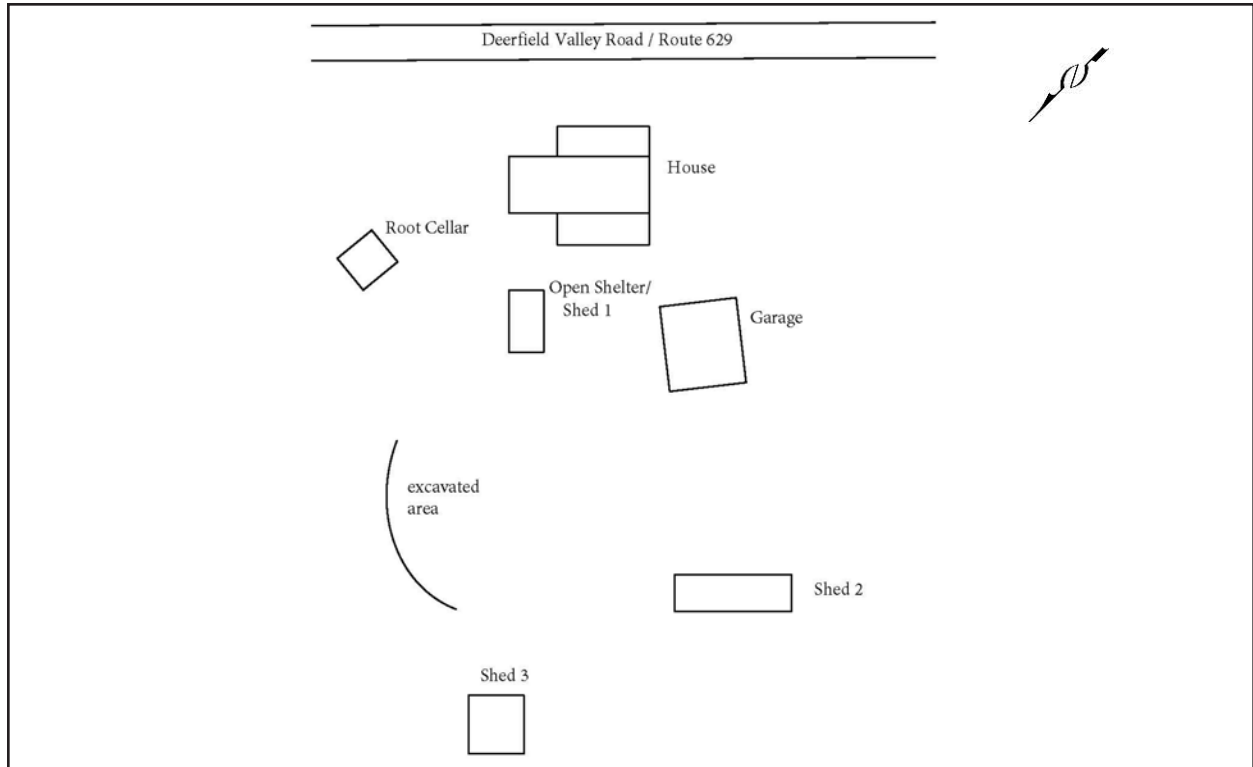 Deerfield Valley Road / Route 629
N
House
Root Cellar
Open Shelter/
Shed 1
Garage
excavated
area
Shed 2
Shed 3